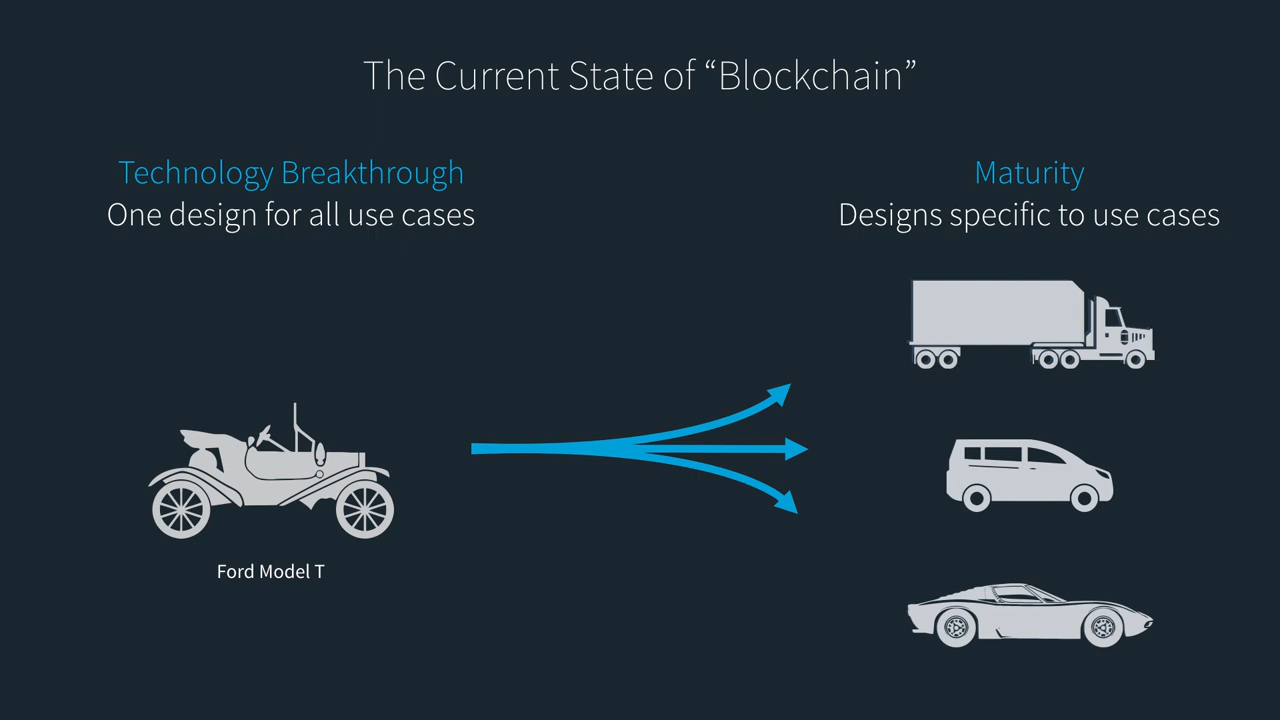 The Current State of “Blockchain”
Technology Breakthrough
One design for all use cases
Maturity
Designs specific to use cases
Ford Model T